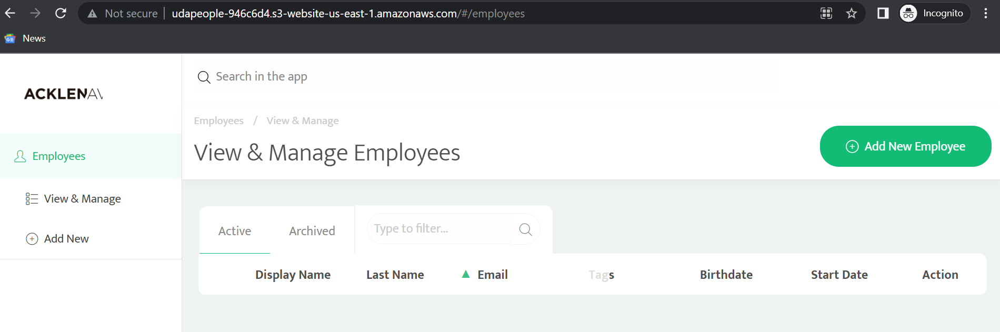 Not secure udapeople-946c6d4.s3-website-us-east-1.amazonaws.com/#/employees Incognito
News
Search in the app
ACKLENAV
Employees / View & Manage
View & Manage Employees
Add New Employee
Employees
View & Manage
Add New
Active Archived Type to filter...
Display Name Last Name Email Tags Birthdate Start Date Action